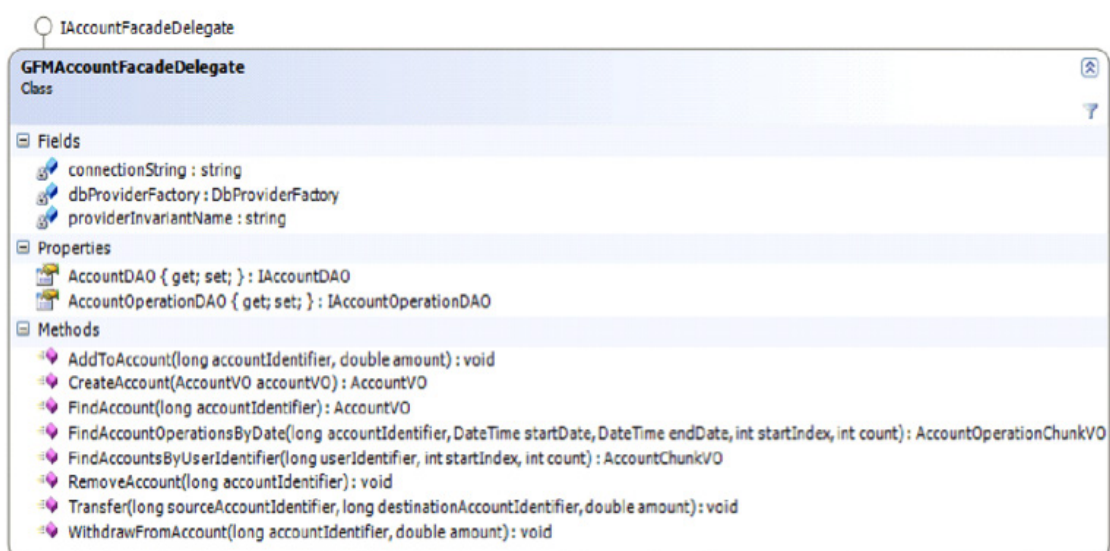 IAccountFacadeDelegate
GFMAccountFacadeDelegate
Class
Fields
connectionString : string
dbProviderFactory : DbProviderFactory
providerInvariantName : string
Properties
AccountDAO { get; set; } : IAccountDAO
AccountOperationDAO { get; set; } : IAccountOperationDAO
Methods
AddToAccount(long accountIdentifier, double amount) : void
CreateAccount(AccountVO accountVO) : AccountVO
FindAccount(long accountIdentifier) : AccountVO
FindAccountOperationsByDate(long accountIdentifier, DateTime startDate, DateTime endDate, int startIndex, int count) : AccountOperationChunkVO
FindAccountsByUserIdentifier(long userIdentifier, int startIndex, int count) : AccountChunkVO
RemoveAccount(long accountIdentifier) : void
Transfer(long sourceAccountIdentifier, long destinationAccountIdentifier, double amount) : void
WithdrawFromAccount(long accountIdentifier, double amount) : void